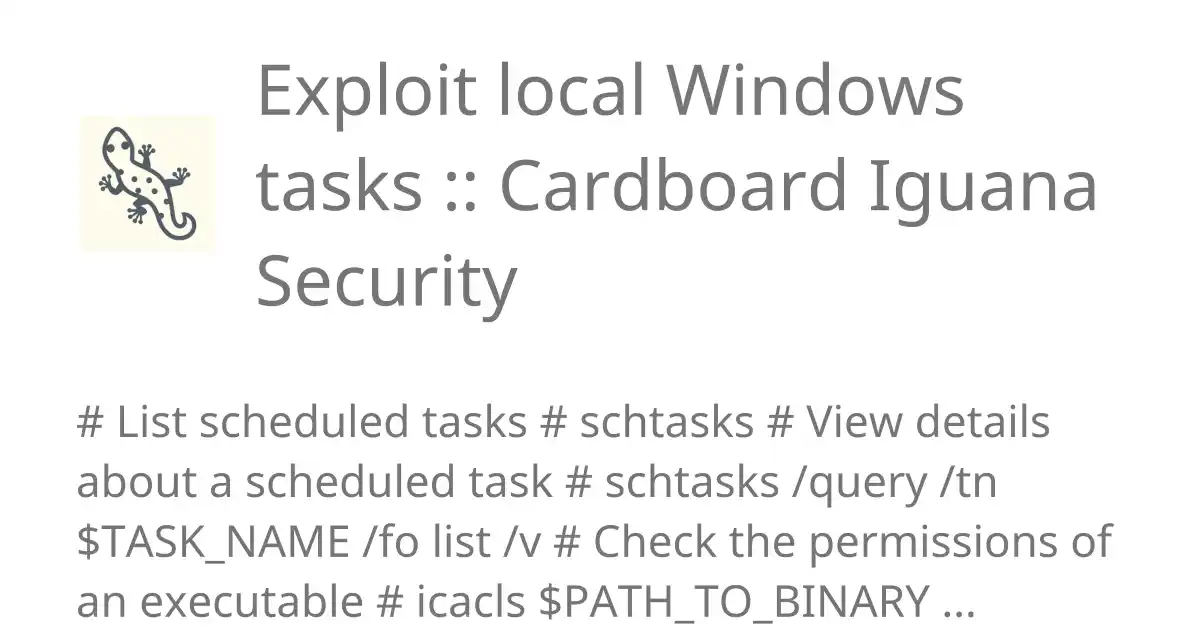 Exploit local Windows
tasks :: Cardboard Iguana
Security
# List scheduled tasks # schtasks # View details
about a scheduled task # schtasks /query /tn
$TASK_NAME /fo list /v # Check the permissions of
an executable # icacls $PATH_TO_BINARY ...